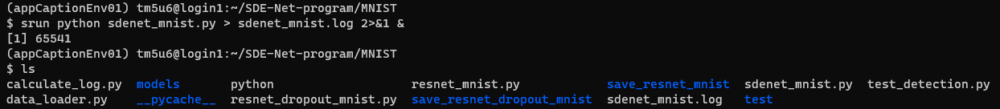 (appCaptionEnv01) tm5u6@login1:~/SDE-Net-program/MNIST
$ srun python sdenet_mnist.py > sdenet_mnist.log 2>&1 &
[1] 65541
(appCaptionEnv01) tm5u6@login1:~/SDE-Net-program/MNIST
$ ls
calculate_log.py  models       python                   resnet_mnist.py            save_resnet_mnist  sdenet_mnist.py  test_detection.py
data_loader.py    __pycache__  resnet_dropout_mnist.py  save_resnet_dropout_mnist  sdenet_mnist.log   test